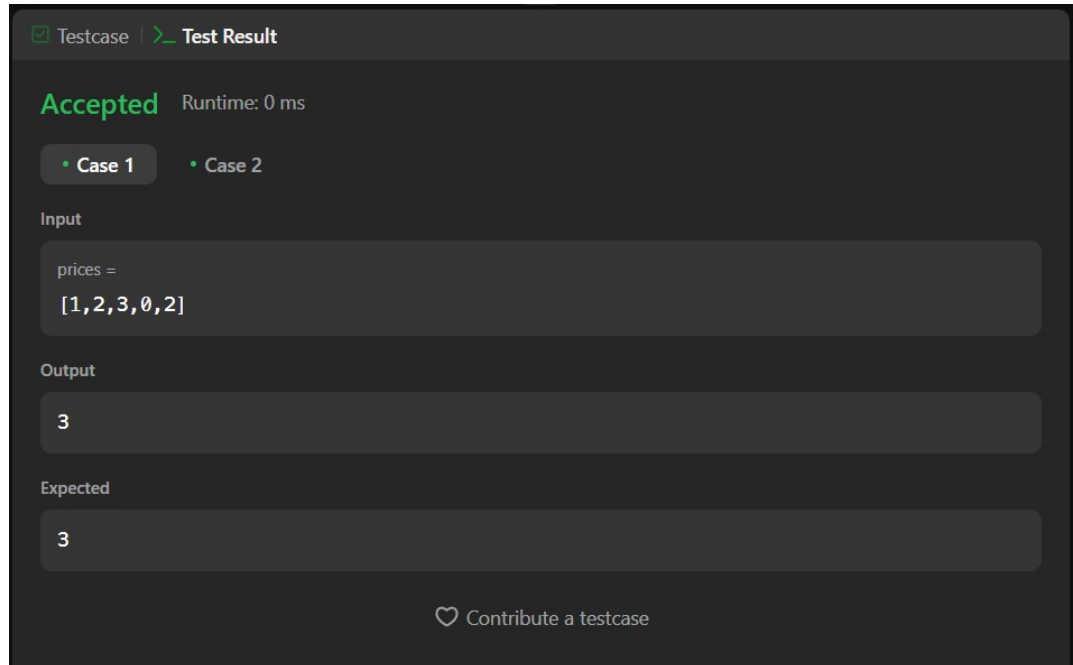 Testcase | >_ Test Result
Accepted Runtime: 0 ms
• Case 1 • Case 2
Input
prices =
[1,2,3,0,2]
Output
3
Expected
3
Contribute a testcase